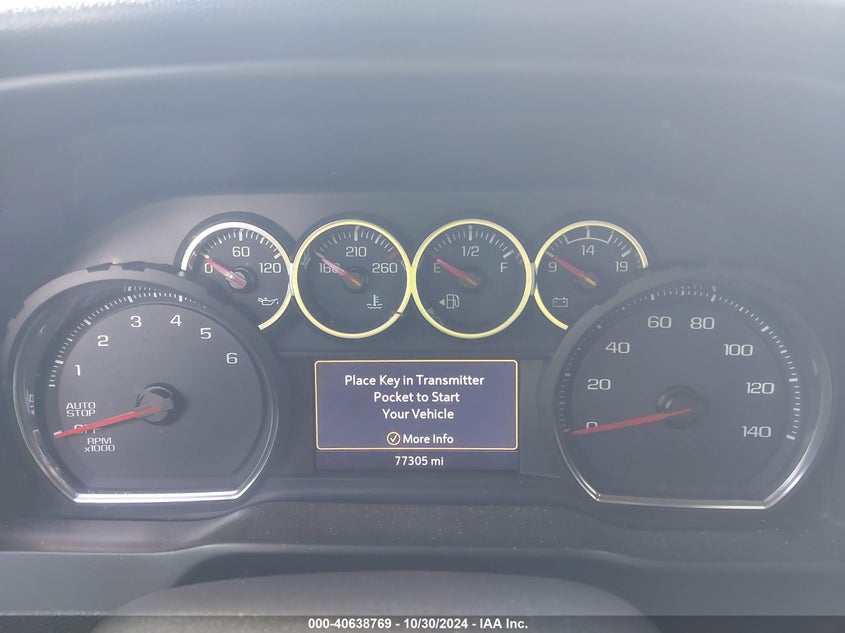 0 60 120
160 210 260
E 1/2 F
9 14 19
1 2 3 4 5 6
AUTO
STOP
OFF
RPM
x1000
Place Key in Transmitter
Pocket to Start
Your Vehicle
More Info
77305 mi
0 20 40 60 80 100 120 140
000-40638769 - 10/30/2024 - IAA Inc.